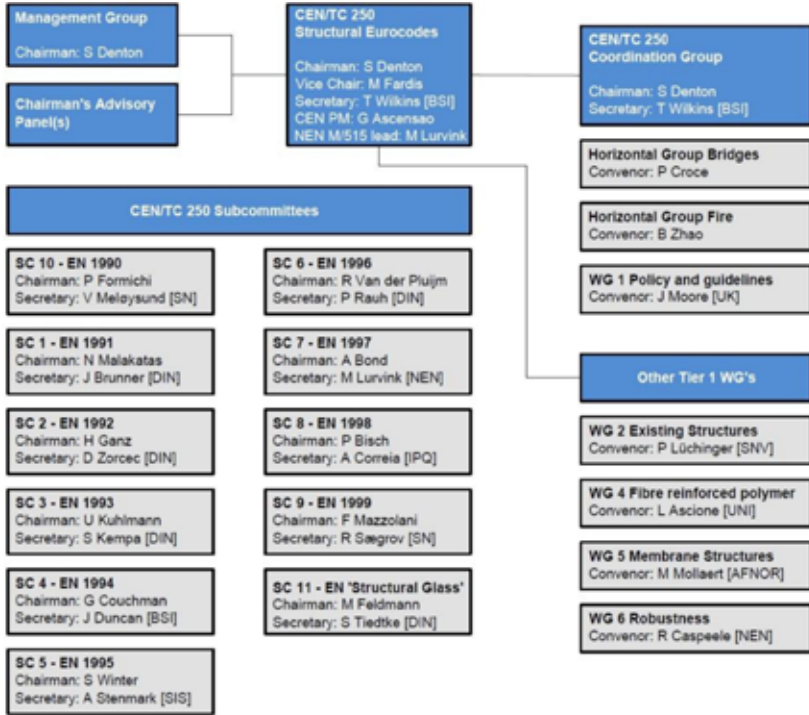 Management Group
Chairman: S Denton
Chairman's Advisory
Panel(s)
CEN/TC 250
Structural Eurocodes
Chairman: S Denton
Vice Chair: M Fardis
Secretary: T Wilkins [BSI]
CEN PM: G Ascensao
NEN M/515 lead: M Lurvink
CEN/TC 250
Coordination Group
Chairman: S Denton
Secretary: T Wilkins [BSI]
Horizontal Group Bridges
Convenor: P Croce
Horizontal Group Fire
Convenor: B Zhao
WG 1 Policy and guidelines
Convenor: J Moore [UK]
CEN/TC 250 Subcommittees
SC 10 - EN 1990
Chairman: P Formichi
Secretary: V Meløysund [SN]
SC 1 - EN 1991
Chairman: N Malakatas
Secretary: J Brunner [DIN]
SC 2 - EN 1992
Chairman: H Ganz
Secretary: D Zorcec [DIN]
SC 3 - EN 1993
Chairman: U Kuhlmann
Secretary: S Kempa [DIN]
SC 4 - EN 1994
Chairman: G Couchman
Secretary: J Duncan [BSI]
SC 5 - EN 1995
Chairman: S Winter
Secretary: A Stenmark [SIS]
SC 6 - EN 1996
Chairman: R Van der Pluijm
Secretary: P Rauh [DIN]
SC 7 - EN 1997
Chairman: A Bond
Secretary: M Lurvink [NEN]
SC 8 - EN 1998
Chairman: P Bisch
Secretary: A Correia [IPQ]
SC 9 - EN 1999
Chairman: F Mazzolani
Secretary: R Sægrov [SN]
SC 11 - EN 'Structural Glass'
Chairman: M Feldmann
Secretary: S Tiedtke [DIN]
Other Tier 1 WG's
WG 2 Existing Structures
Convenor: P Lüchinger [SNV]
WG 4 Fibre reinforced polymer
Convenor: L Ascione [UNI]
WG 5 Membrane Structures
Convenor: M Mollaert [AFNOR]
WG 6 Robustness
Convenor: R Caspeele [NEN]